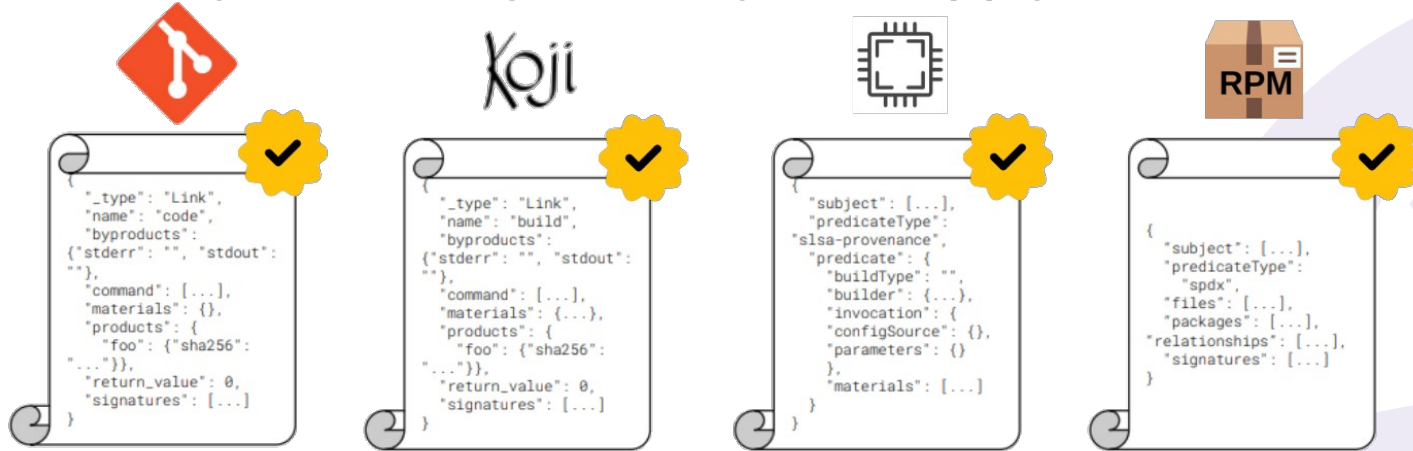 Koji
RPM
{
"_type": "Link",
"name": "code",
"byproducts":
{"stderr": "", "stdout":
""},
"command": [...],
"materials": {},
"products": {
"foo": {"sha256":
"..."}},
"return_value": 0,
"signatures": [...]
}
{
"_type": "Link",
"name": "build",
"byproducts":
{"stderr": "", "stdout":
""},
"command": [...],
"materials": {...},
"products": {
"foo": {"sha256":
"..."}},
"return_value": 0,
"signatures": [...]
}
{
"subject": [...],
"predicateType":
"slsa-provenance",
"predicate": {
"buildType": "",
"builder": {...},
"invocation": {
"configSource": {},
"parameters": {}
},
"materials": [...]
}
}
{
"subject": [...],
"predicateType":
"spdx",
"files": [...],
"packages": [...],
"relationships": [...],
"signatures": [...]
}